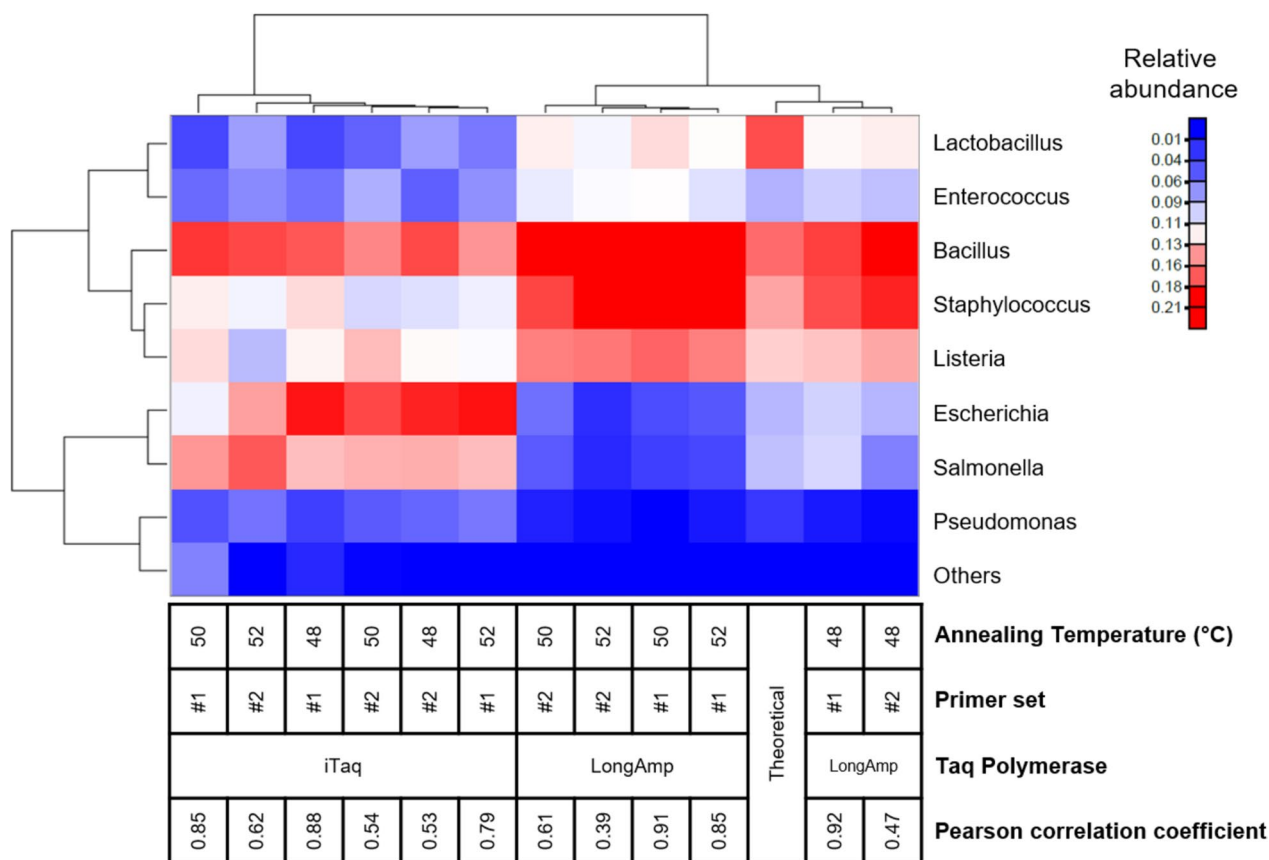 Relative
abundance
0.01
0.04
0.06
0.09
0.11
0.13
0.16
0.18
0.21
Lactobacillus
Enterococcus
Bacillus
Staphylococcus
Listeria
Escherichia
Salmonella
Pseudomonas
Others
50 52 48 50 48 52 50 52 50 52 48 48 Annealing Temperature (°C)
#1 #2 #1 #2 #2 #1 #2 #2 #1 #1 Theoretical #1 #2 Primer set
iTaq LongAmp LongAmp Taq Polymerase
0.85 0.62 0.88 0.54 0.53 0.79 0.61 0.39 0.91 0.85 0.92 0.47 Pearson correlation coefficient